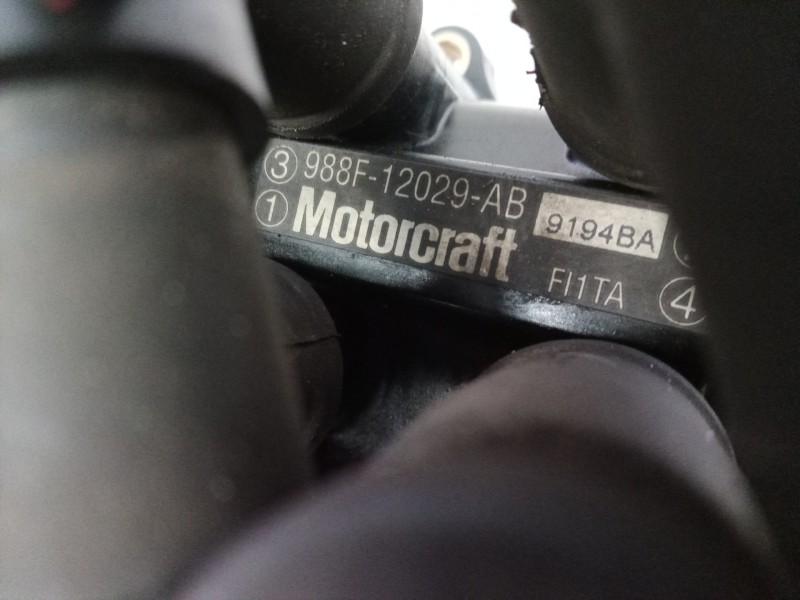 ③ 988F-12029-AB
① Motorcraft
9194BA
FI1TA ④